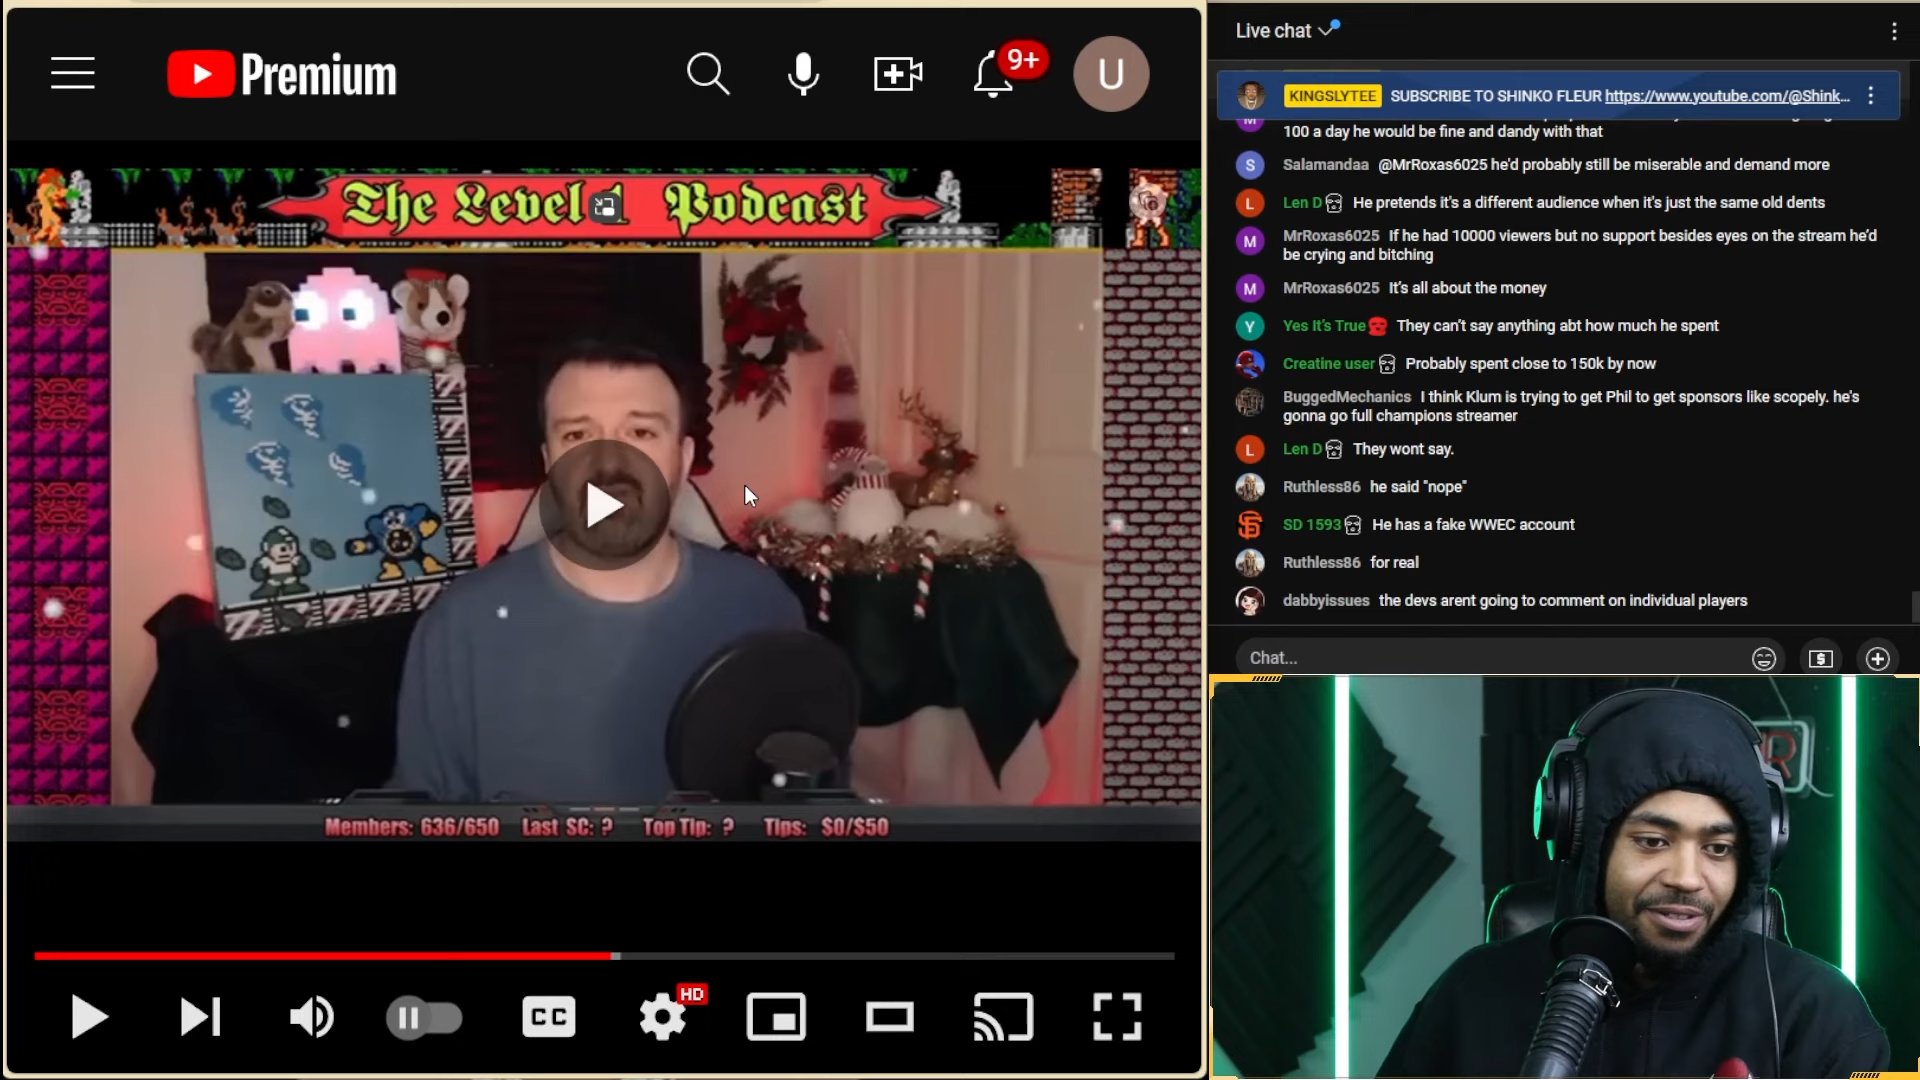 Premium
9+
U
The Level 1 Podcast
Members: 636/650 Last SC: ? Top Tip: ? Tips: $0/$50
CC
HD
Live chat
KINGSLYTEE SUBSCRIBE TO SHINKO FLEUR https://www.youtube.com/@Shink...
M
100 a day he would be fine and dandy with that
S Salamandaa @MrRoxas6025 he'd probably still be miserable and demand more
L Len D He pretends it's a different audience when it's just the same old dents
M MrRoxas6025 If he had 10000 viewers but no support besides eyes on the stream he'd
be crying and bitching
M MrRoxas6025 It's all about the money
Y Yes It's True They can't say anything abt how much he spent
Creatine user Probably spent close to 150k by now
BuggedMechanics I think Klum is trying to get Phil to get sponsors like scopely. he's
gonna go full champions streamer
L Len D They wont say.
Ruthless86 he said "nope"
SF SD 1593 He has a fake WWEC account
Ruthless86 for real
dabbyissues the devs arent going to comment on individual players
Chat...
$
R